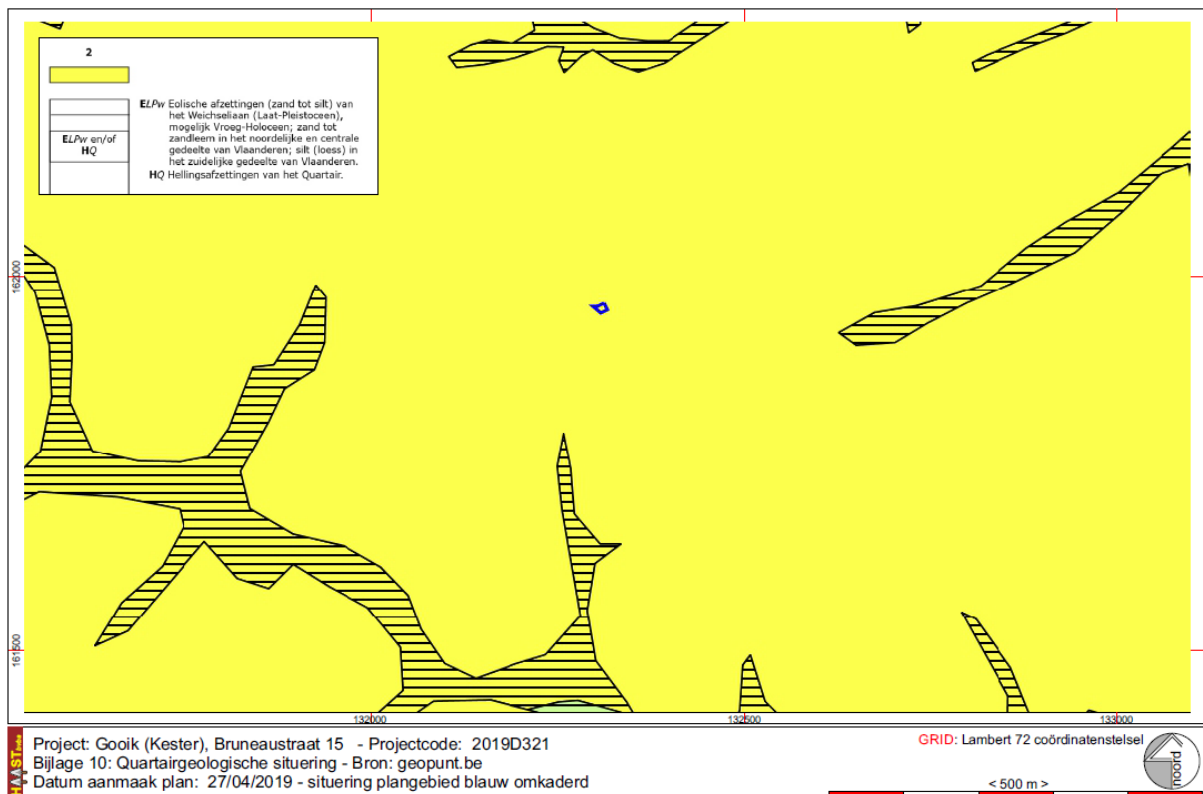 2
ELPw Eolische afzettingen (zand tot silt) van
het Weichseliaan (Laat-Pleistoceen),
mogelijk Vroeg-Holoceen; zand tot
zandleem in het noordelijke en centrale
gedeelte van Vlaanderen; silt (loess) in
het zuidelijke gedeelte van Vlaanderen.
HQ Hellingsafzettingen van het Quartair.
ELPw en/of
HQ
162000
161500
132000
132500
133000
HAAST bvba
Project: Gooik (Kester), Bruneaustraat 15 - Projectcode: 2019D321
Bijlage 10: Quartairgeologische situering - Bron: geopunt.be
Datum aanmaak plan: 27/04/2019 - situering plangebied blauw omkaderd
GRID: Lambert 72 coördinatenstelsel
noord
< 500 m >